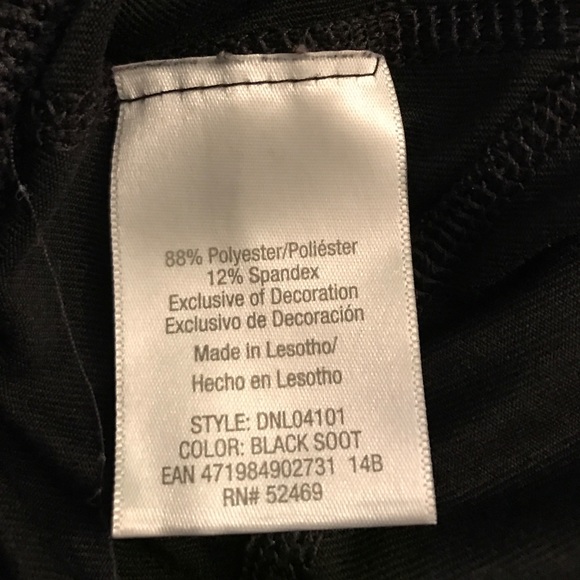 88% Polyester/Poliéster
12% Spandex
Exclusive of Decoration
Exclusivo de Decoración
Made in Lesotho/
Hecho en Lesotho
STYLE: DNL04101
COLOR: BLACK SOOT
EAN 471984902731 14B
RN# 52469